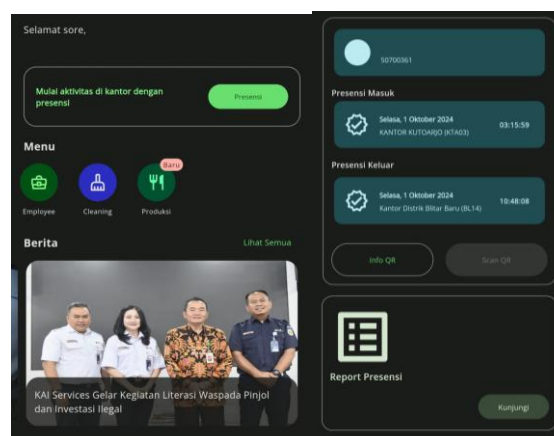 Selamat sore,
Mulai aktivitas di kantor dengan
presensi
Presensi
Menu
Baru
Employee
Cleaning
Produksi
Berita
Lihat Semua
KAI Services Gelar Kegiatan Literasi Waspada Pinjol
dan Investasi Ilegal
50700361
Presensi Masuk
Selasa, 1 Oktober 2024
KANTOR KUTOARJO (KTA03)
03:15:59
Presensi Keluar
Selasa, 1 Oktober 2024
Kantor Distrik Blitar Baru (BL14)
10:48:08
Info QR
Scan QR
Report Presensi
Kunjungi